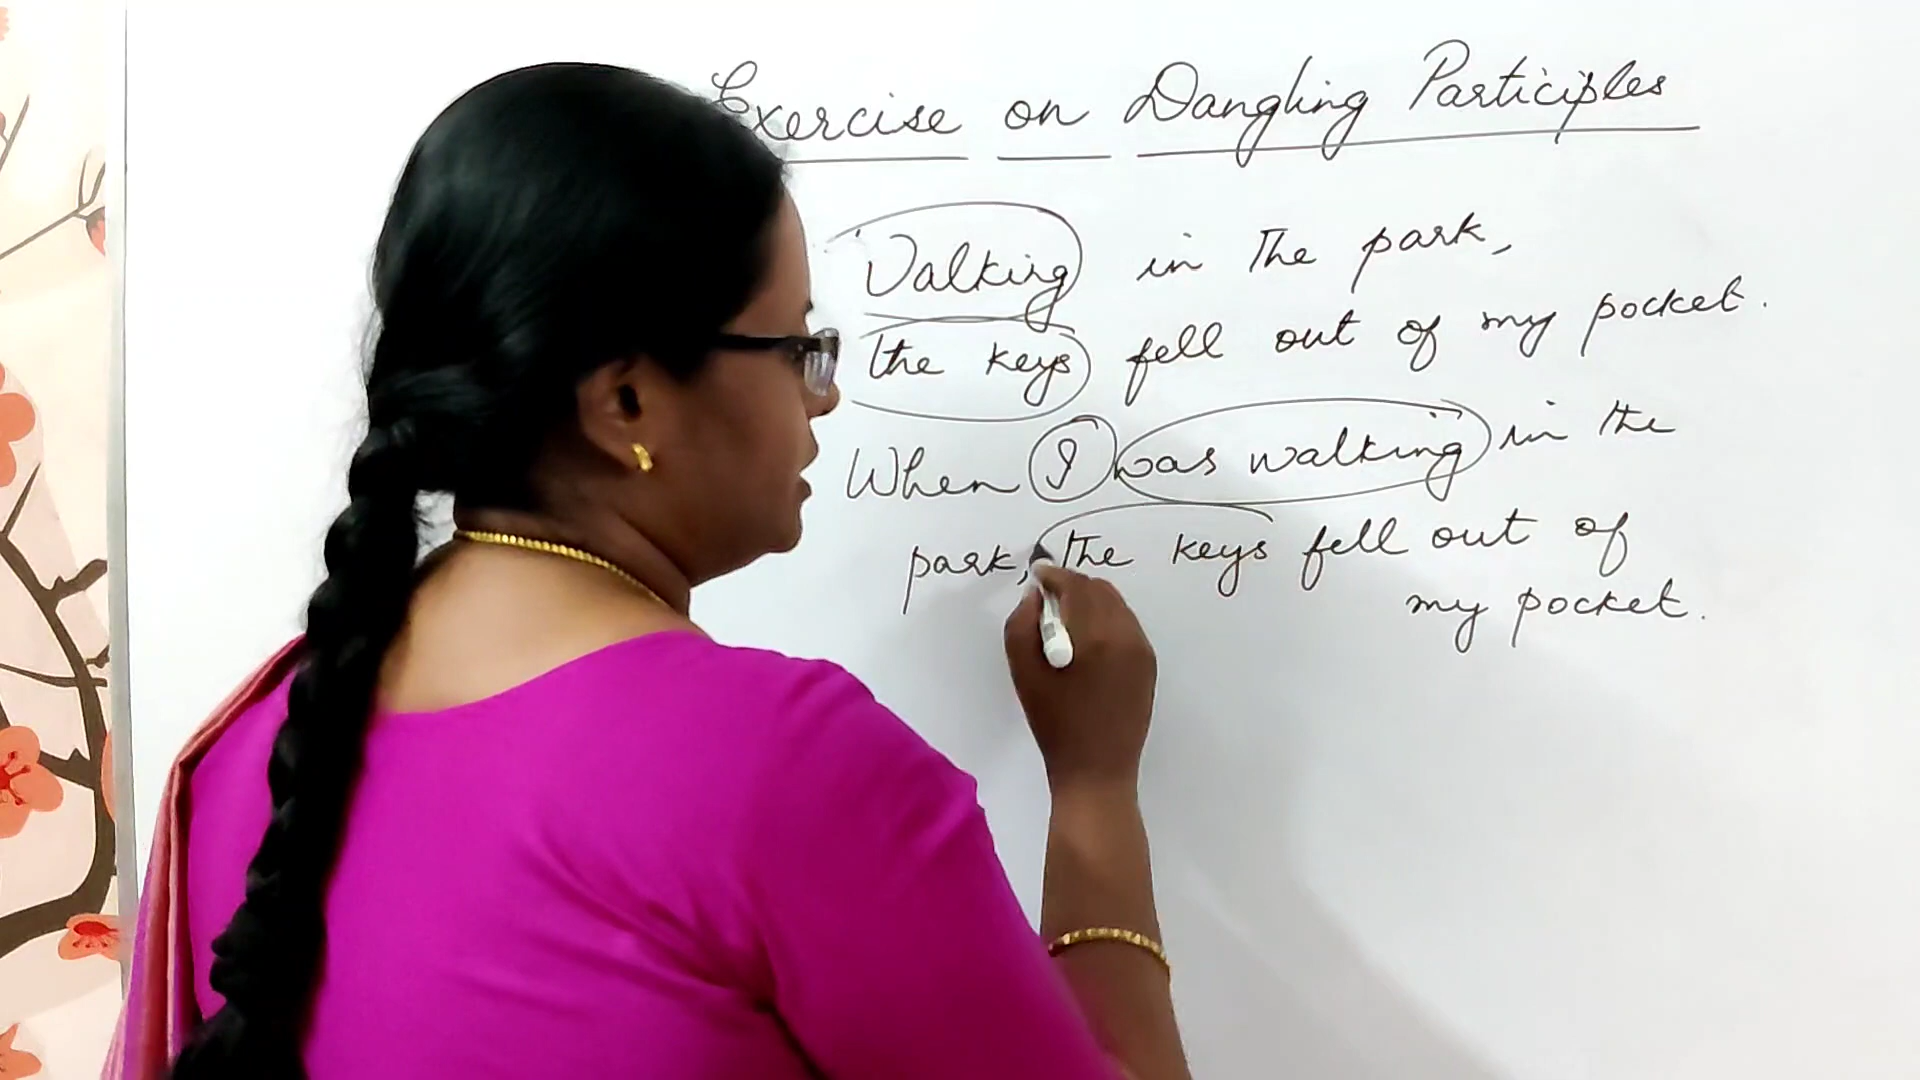 Exercise on Dangling Participles
Walking in the park,
the keys fell out of my pocket.
When I was walking in the
park, the keys fell out of
my pocket.